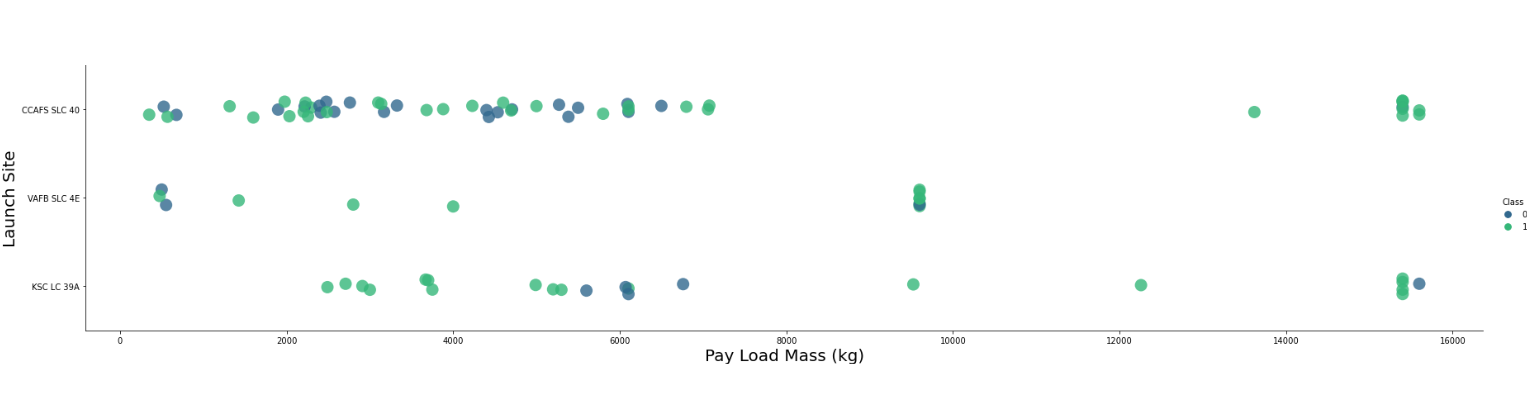 CCAFS SLC 40
VAFB SLC 4E
KSC LC 39A
Launch Site
0 2000 4000 6000 8000 10000 12000 14000 16000
Pay Load Mass (kg)
Class
0
1